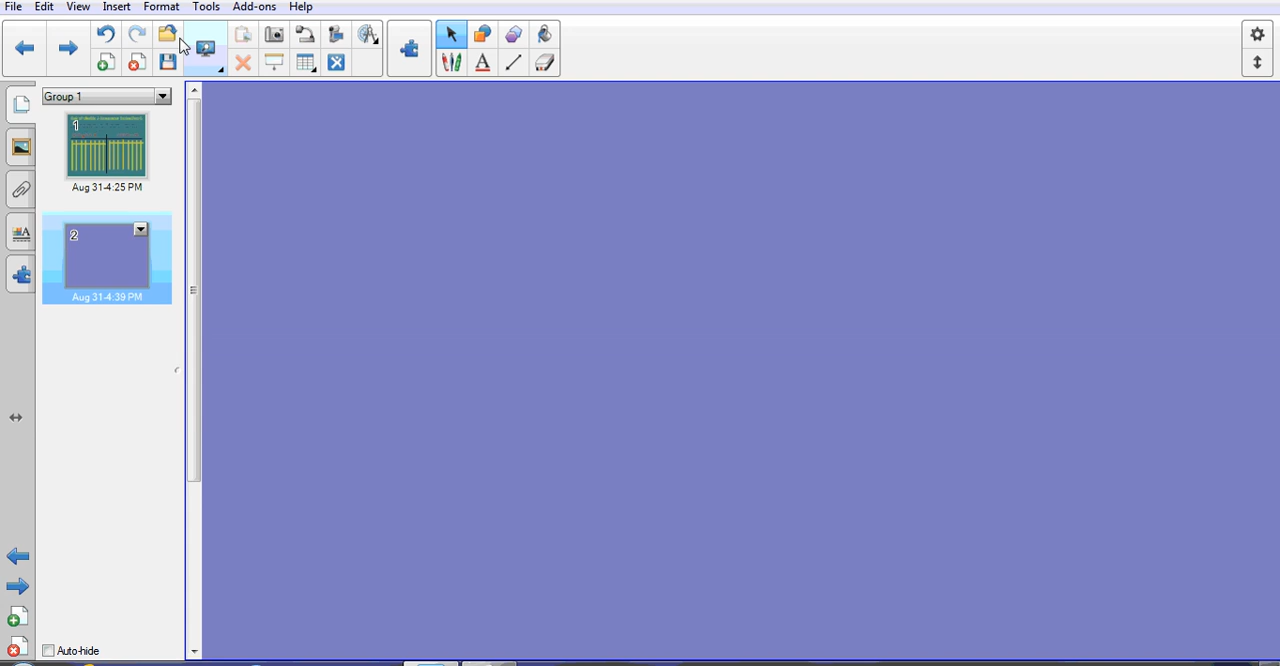 File Edit View Insert Format Tools Add-ons Help
Group 1
1
Aug 31-4:25 PM
2
Aug 31-4:39 PM
Auto-hide